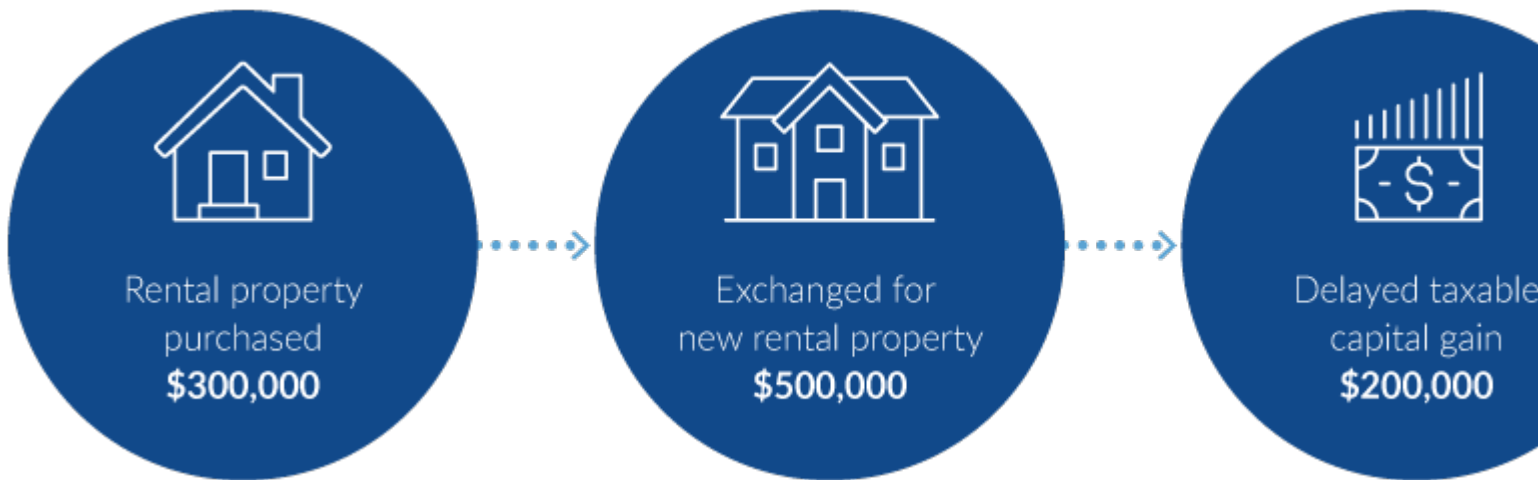 Rental property
purchased
$300,000
Exchanged for
new rental property
$500,000
$
Delayed taxable
capital gain
$200,000